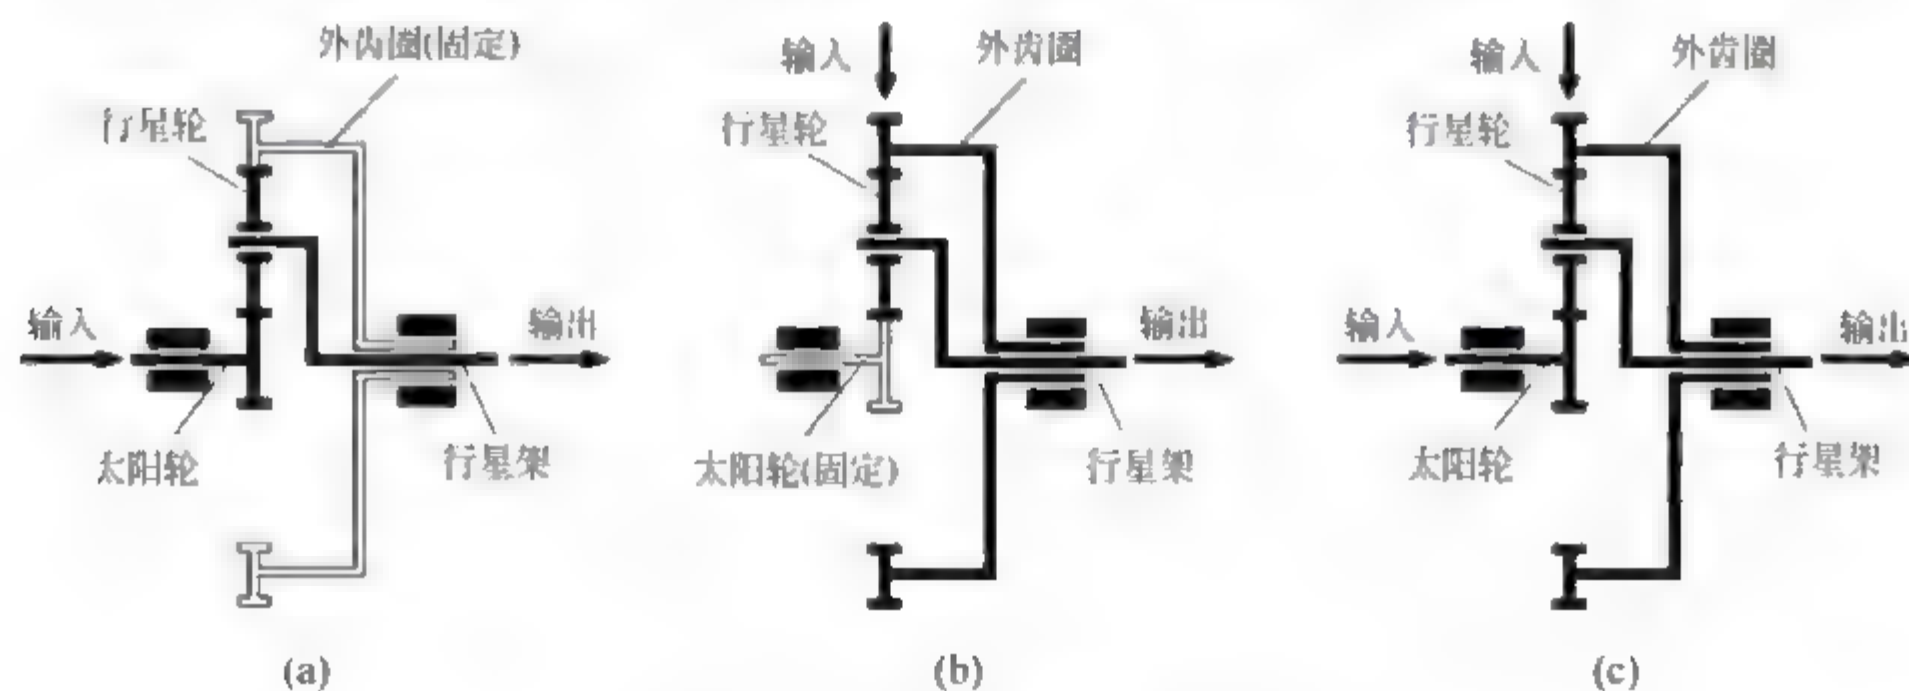 外齿圈(固定)
行星轮
输入
输出
太阳轮
行星架
(a)
输入
外齿圈
行星轮
输出
太阳轮(固定)
行星架
(b)
输入
外齿圈
行星轮
输入
输出
太阳轮
行星架
(c)